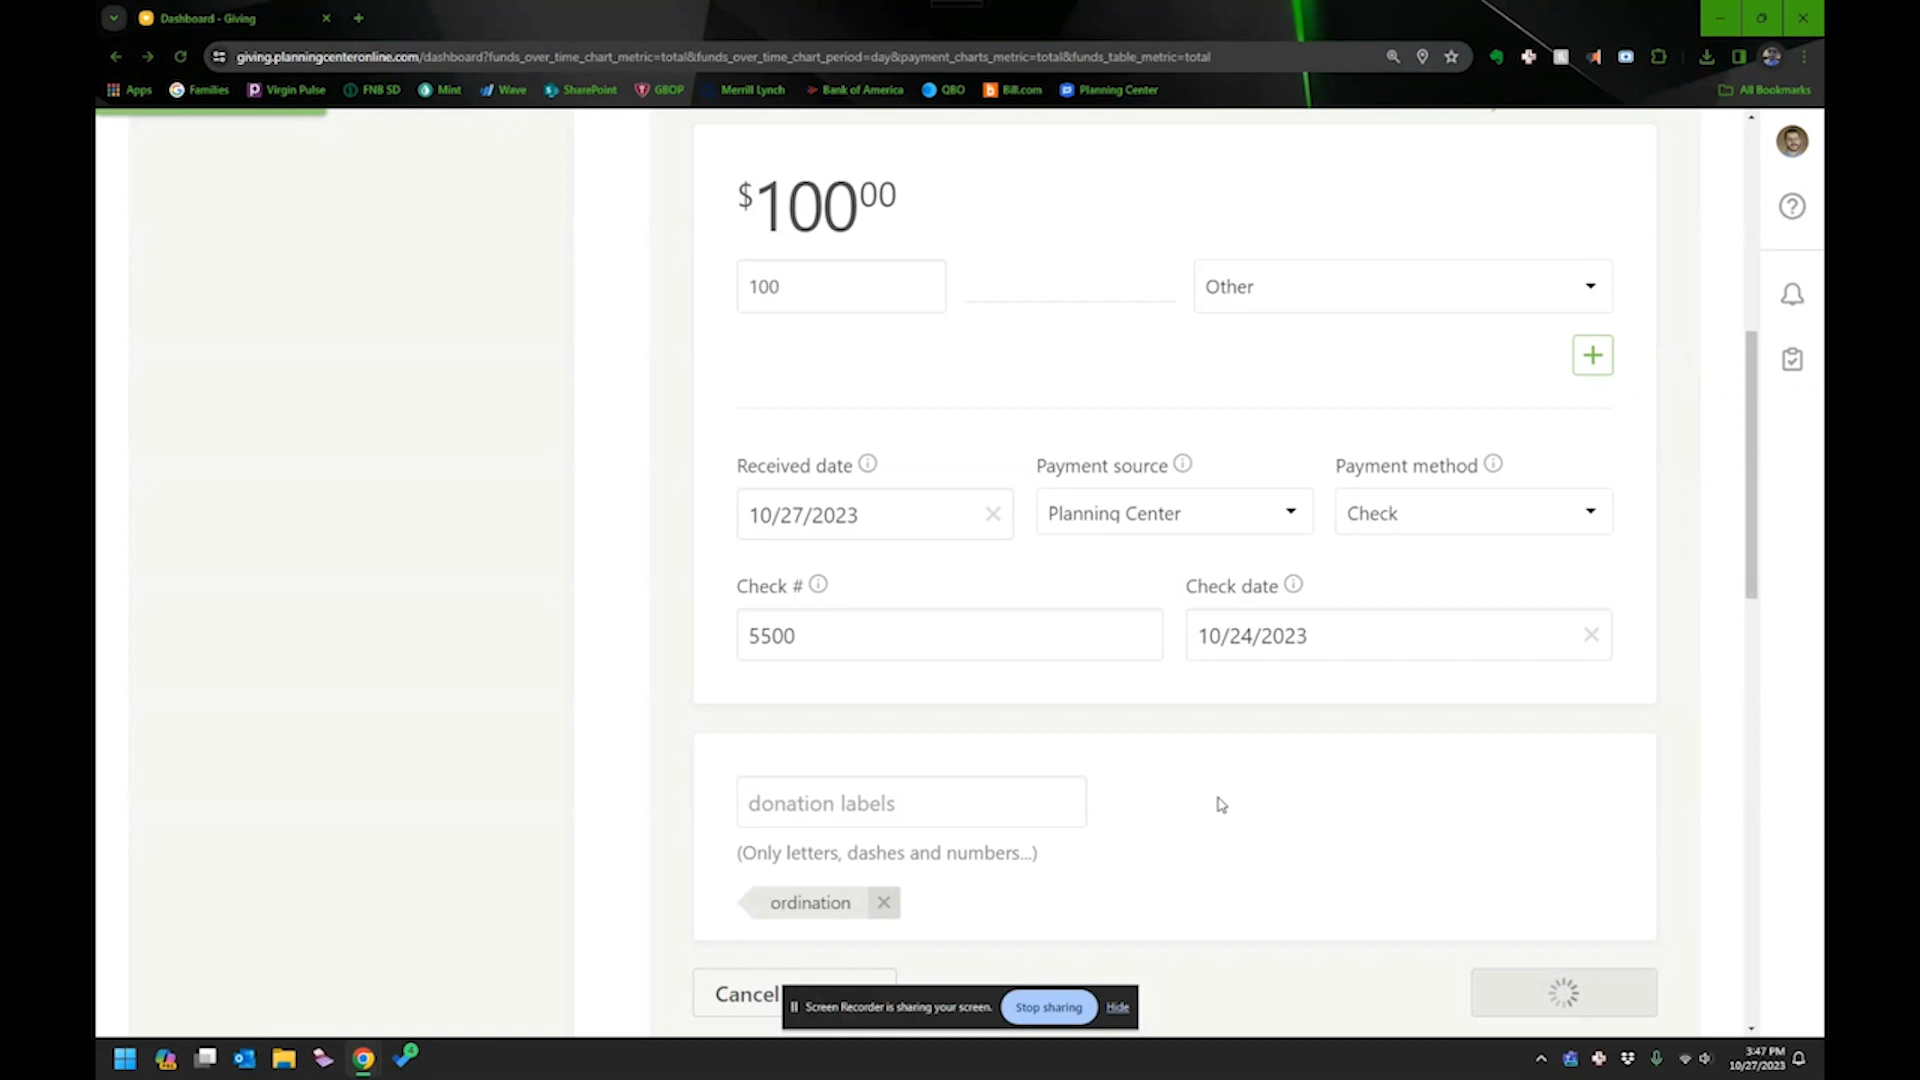 Dashboard - Giving
giving.planningcenteronline.com/dashboard?funds_over_time_chart_metric=total&funds_over_time_chart_period=day&payment_charts_metric=total&funds_table_metric=total
Apps Families Virgin Pulse FNB SD Mint Wave SharePoint GBOP Merrill Lynch Bank of America QBO Bill.com Planning Center All Bookmarks
$100 00
100 Other
Received date Payment source Payment method
10/27/2023 Planning Center Check
Check # Check date
5500 10/24/2023
donation labels
(Only letters, dashes and numbers...)
ordination
Cancel
Screen Recorder is sharing your screen. Stop sharing Hide
4
3:47 PM
10/27/2023